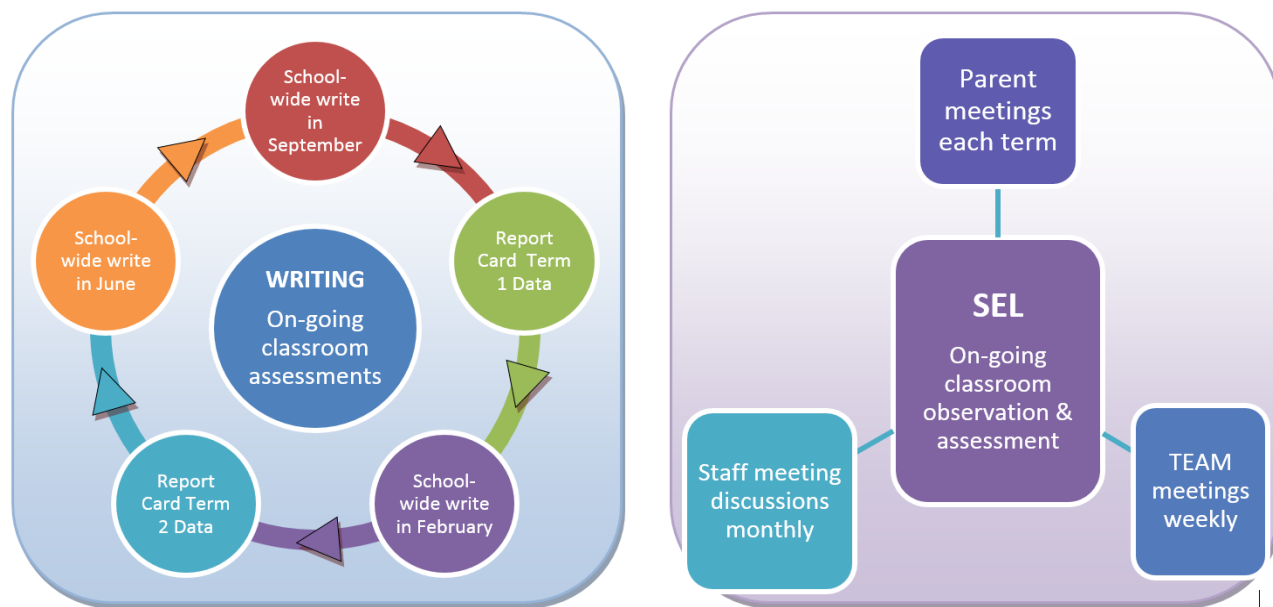 School-
wide write
in
September
Report
Card Term
1 Data
School-
wide write
in February
Report
Card Term
2 Data
School-
wide write
in June
WRITING
On-going
classroom
assessments
Parent
meetings
each term
SEL
On-going
classroom
observation &
assessment
Staff meeting
discussions
monthly
TEAM
meetings
weekly